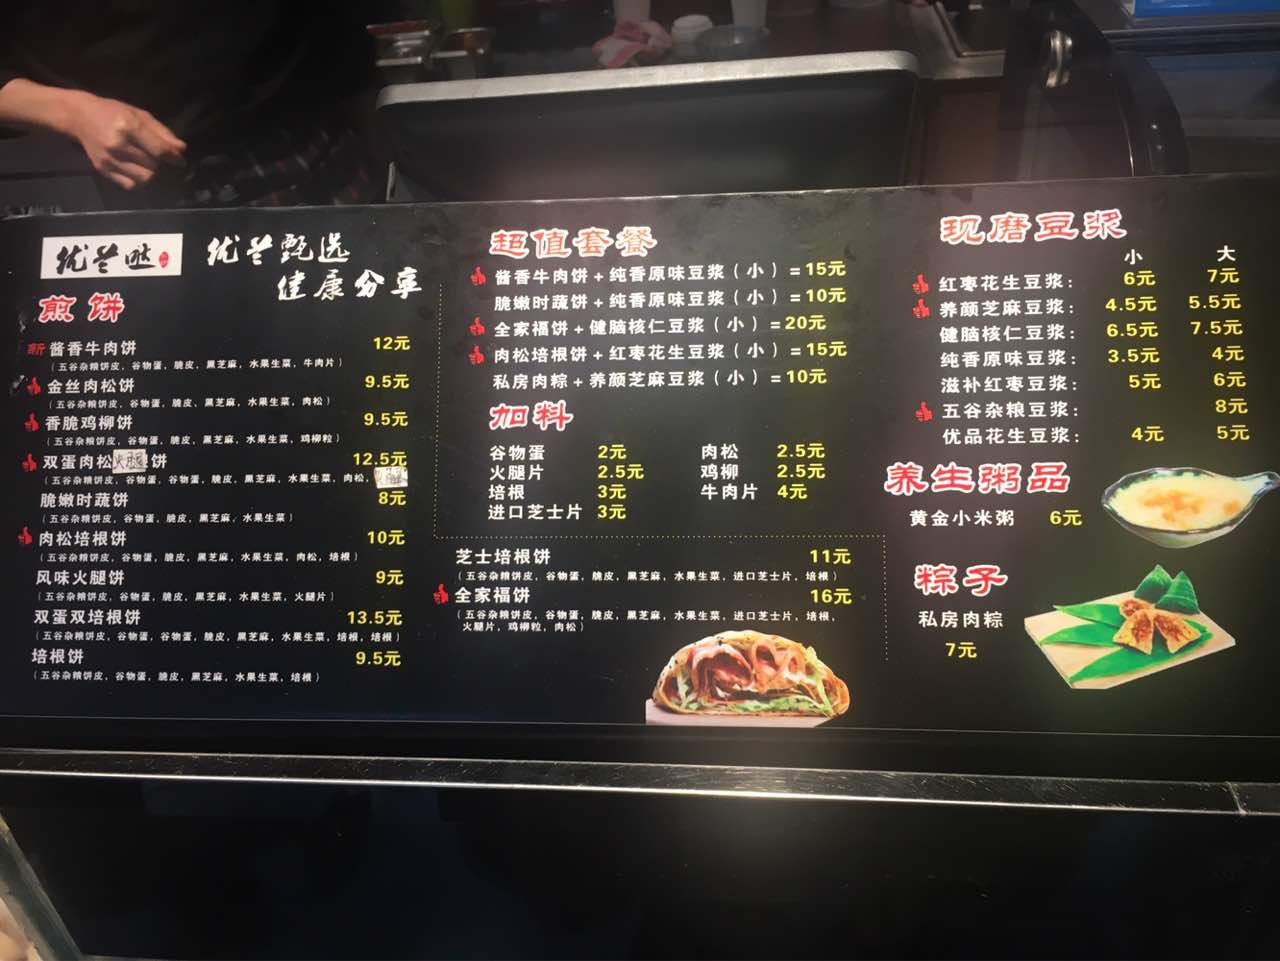 优芒哒
优芒甄选
健康分享
煎饼
新 酱香牛肉饼 12元
(五谷杂粮饼皮,谷物蛋,脆皮,黑芝麻,水果生菜,牛肉片)
金丝肉松饼 9.5元
(五谷杂粮饼皮,谷物蛋,脆皮,黑芝麻,水果生菜,肉松)
香脆鸡柳饼 9.5元
(五谷杂粮饼皮,谷物蛋,脆皮,黑芝麻,水果生菜,鸡柳粒)
双蛋肉松火腿饼 12.5元
(五谷杂粮饼皮,谷物蛋,谷物蛋,脆皮,黑芝麻,水果生菜,肉松,
脆嫩时蔬饼 8元
(五谷杂粮饼皮,谷物蛋,脆皮,黑芝麻,水果生菜)
肉松培根饼 10元
(五谷杂粮饼皮,谷物蛋,脆皮,黑芝麻,水果生菜,肉松,培根)
风味火腿饼 9元
(五谷杂粮饼皮,谷物蛋,脆皮,黑芝麻,水果生菜,火腿片)
双蛋双培根饼 13.5元
(五谷杂粮饼皮,谷物蛋,谷物蛋,脆皮,黑芝麻,水果生菜,培根,培根)
培根饼 9.5元
(五谷杂粮饼皮,谷物蛋,脆皮,黑芝麻,水果生菜,培根)
超值套餐
酱香牛肉饼+纯香原味豆浆(小)=15元
脆嫩时蔬饼+纯香原味豆浆(小)=10元
全家福饼+健脑核仁豆浆(小)=20元
肉松培根饼+红枣花生豆浆(小)=15元
私房肉粽+养颜芝麻豆浆(小)=10元
加料
谷物蛋 2元 肉松 2.5元
火腿片 2.5元 鸡柳 2.5元
培根 3元 牛肉片 4元
进口芝士片 3元
芝士培根饼 11元
(五谷杂粮饼皮,谷物蛋,脆皮,黑芝麻,水果生菜,进口芝士片,培根)
全家福饼 16元
(五谷杂粮饼皮,谷物蛋,脆皮,黑芝麻,水果生菜,进口芝士片,培根,
火腿片,鸡柳粒,肉松)
现磨豆浆
小 大
红枣花生豆浆: 6元 7元
养颜芝麻豆浆: 4.5元 5.5元
健脑核仁豆浆: 6.5元 7.5元
纯香原味豆浆: 3.5元 4元
滋补红枣豆浆: 5元 6元
五谷杂粮豆浆: 8元
优品花生豆浆: 4元 5元
养生粥品
黄金小米粥 6元
粽子
私房肉粽
7元